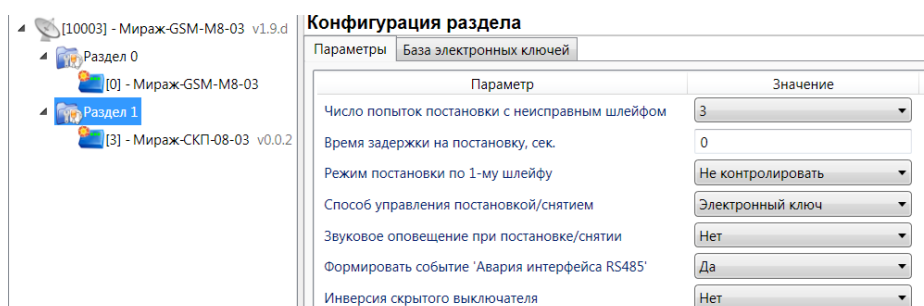 [10003] - Мираж-GSM-M8-03 v1.9.d
Раздел 0
[0] - Мираж-GSM-M8-03
Раздел 1
[3] - Мираж-СКП-08-03 v0.0.2
Конфигурация раздела
Параметры База электронных ключей
Параметр Значение
Число попыток постановки с неисправным шлейфом 3
Время задержки на постановку, сек. 0
Режим постановки по 1-му шлейфу Не контролировать
Способ управления постановкой/снятием Электронный ключ
Звуковое оповещение при постановке/снятии Нет
Формировать событие 'Авария интерфейса RS485' Да
Инверсия скрытого выключателя Нет